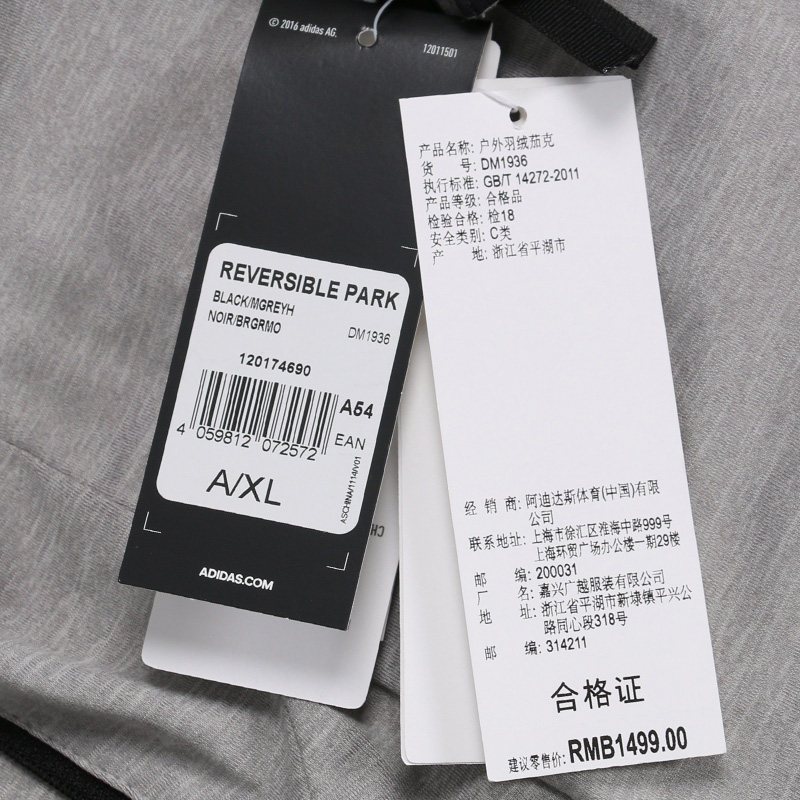 © 2016 adidas AG.
12011501
REVERSIBLE PARK
BLACK/MGREYH
NOIR/BRGRMO
DM1936
120174690
A54
4 059812 072572
EAN
A/XL
ASCHINA/1114/V01
ADIDAS.COM
CH
产品名称: 户外羽绒茄克
货 号: DM1936
执行标准: GB/T 14272-2011
产品等级: 合格品
检验合格: 检18
安全类别: C类
产 地: 浙江省平湖市
经 销 商: 阿迪达斯体育(中国)有限
公司
联系地址: 上海市徐汇区淮海中路999号
上海环贸广场办公楼一期29楼
邮 编: 200031
厂 名: 嘉兴广越服装有限公司
地 址: 浙江省平湖市新埭镇平兴公
路同心段318号
邮 编: 314211
合格证
建议零售价: RMB1499.00